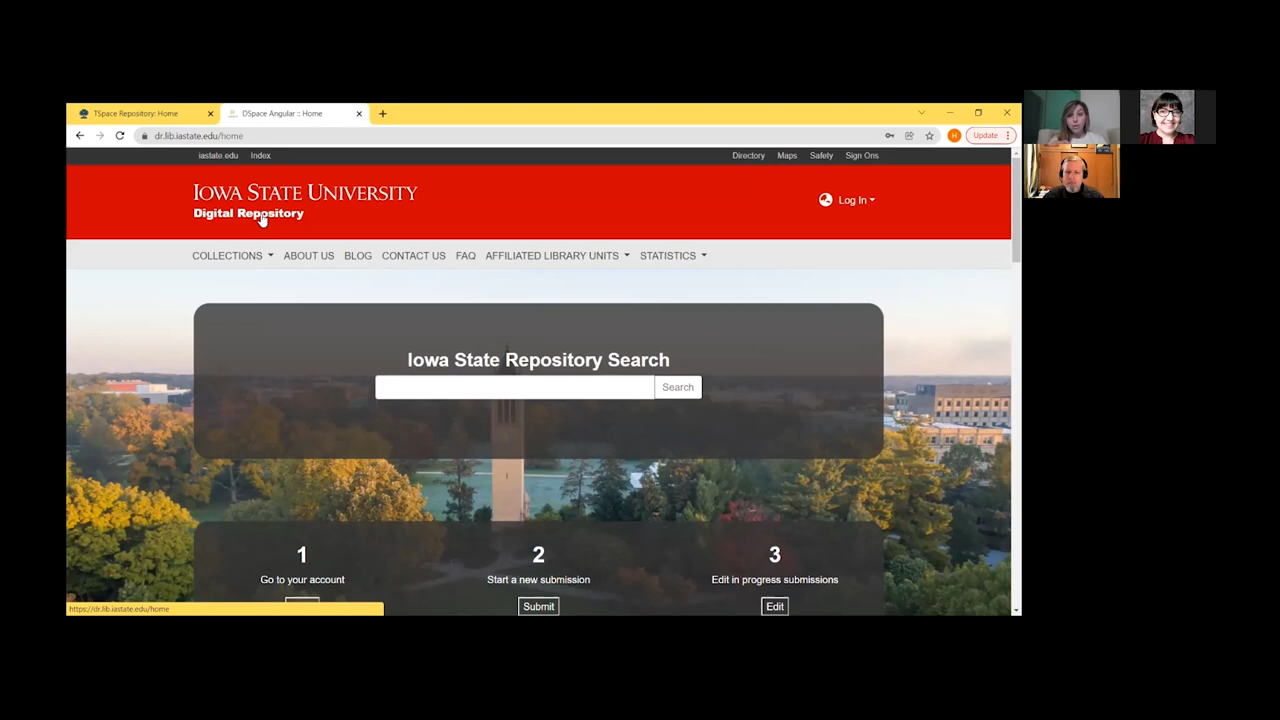 TSpace Repository: Home
DSpace Angular :: Home
dr.lib.iastate.edu/home
H
Update
iastate.edu Index Directory Maps Safety Sign Ons
IOWA STATE UNIVERSITY
Digital Repository
Log In
COLLECTIONS ABOUT US BLOG CONTACT US FAQ AFFILIATED LIBRARY UNITS STATISTICS
Iowa State Repository Search
Search
1 2 3
Go to your account Start a new submission Edit in progress submissions
Submit Edit
https://dr.lib.iastate.edu/home